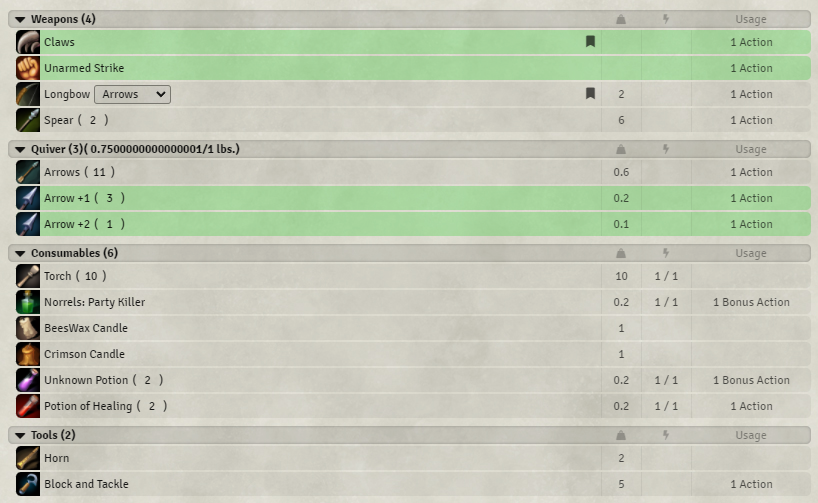 Weapons (4) Usage
Claws 1 Action
Unarmed Strike 1 Action
Longbow Arrows 2 1 Action
Spear ( 2 ) 6 1 Action
Quiver (3)( 0.7500000000000001/1 lbs.) Usage
Arrows ( 11 ) 0.6 1 Action
Arrow +1 ( 3 ) 0.2 1 Action
Arrow +2 ( 1 ) 0.1 1 Action
Consumables (6) Usage
Torch ( 10 ) 10 1 / 1
Norrels: Party Killer 0.2 1 / 1 1 Bonus Action
BeesWax Candle 1
Crimson Candle 1
Unknown Potion ( 2 ) 0.2 1 / 1 1 Bonus Action
Potion of Healing ( 2 ) 0.2 1 / 1 1 Action
Tools (2) Usage
Horn 2
Block and Tackle 5 1 Action